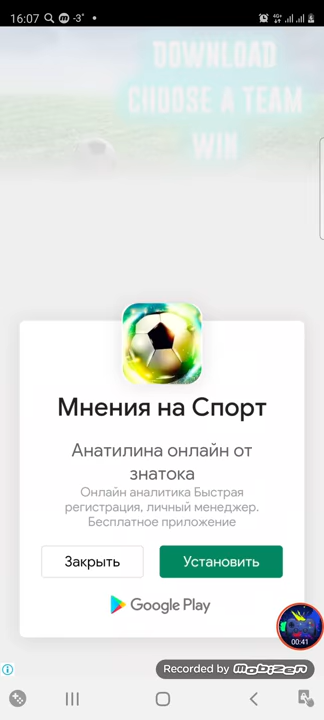 16:07 -3°
4G+
DOWNLOAD
CHOOSE A TEAM
WIN
Мнения на Спорт
Анатилина онлайн от
знатока
Онлайн аналитика Быстрая
регистрация, личный менеджер.
Бесплатное приложение
Закрыть Установить
Google Play
00:41
Recorded by MOBIZEN